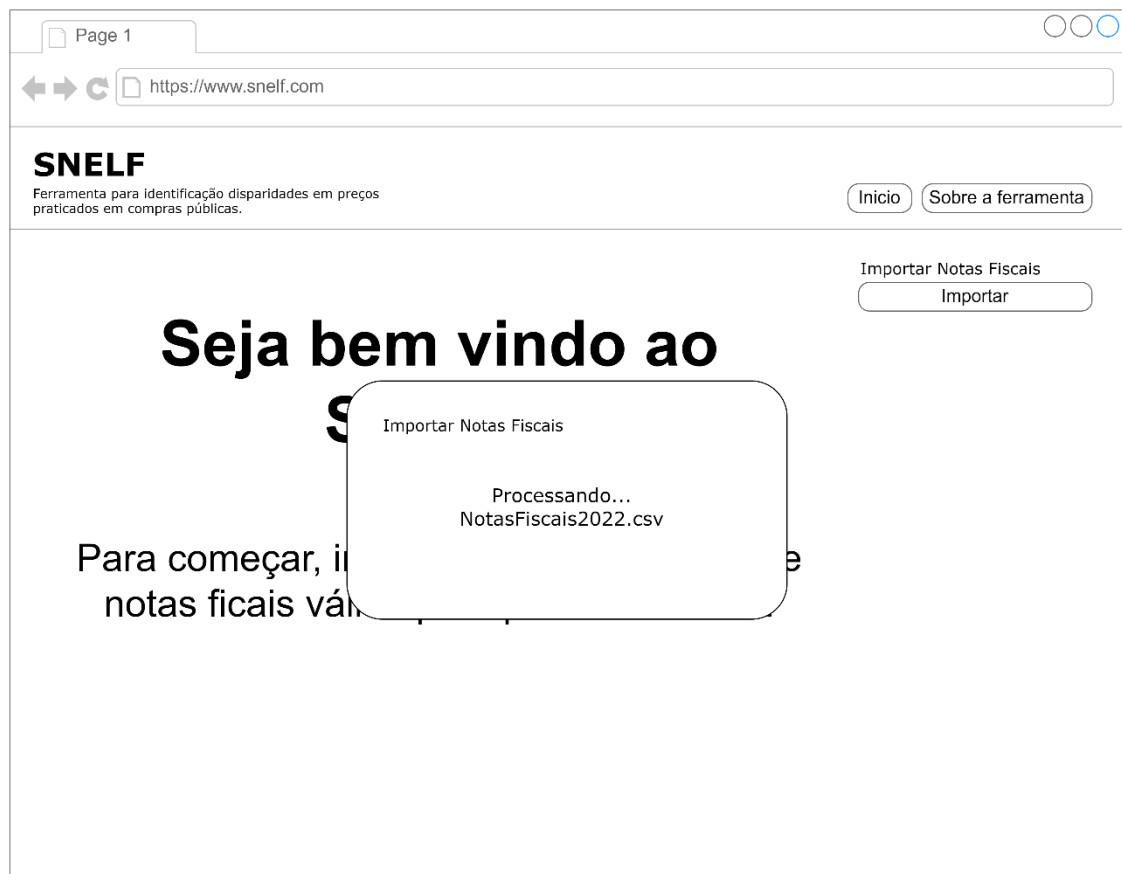 Page 1
https://www.snelf.com
SNELF
Ferramenta para identificação disparidades em preços
praticados em compras públicas.
Inicio
Sobre a ferramenta
Importar Notas Fiscais
Importar
Seja bem vindo ao
Importar Notas Fiscais
Processando...
NotasFiscais2022.csv
Para começar,
notas ficais